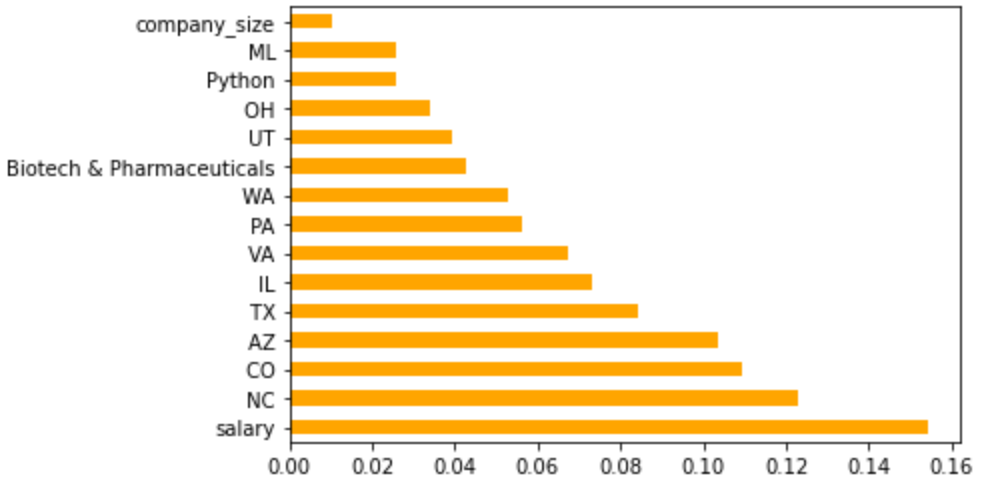 company_size
ML
Python
OH
UT
Biotech & Pharmaceuticals
WA
PA
VA
IL
TX
AZ
CO
NC
salary
0.00 0.02 0.04 0.06 0.08 0.10 0.12 0.14 0.16